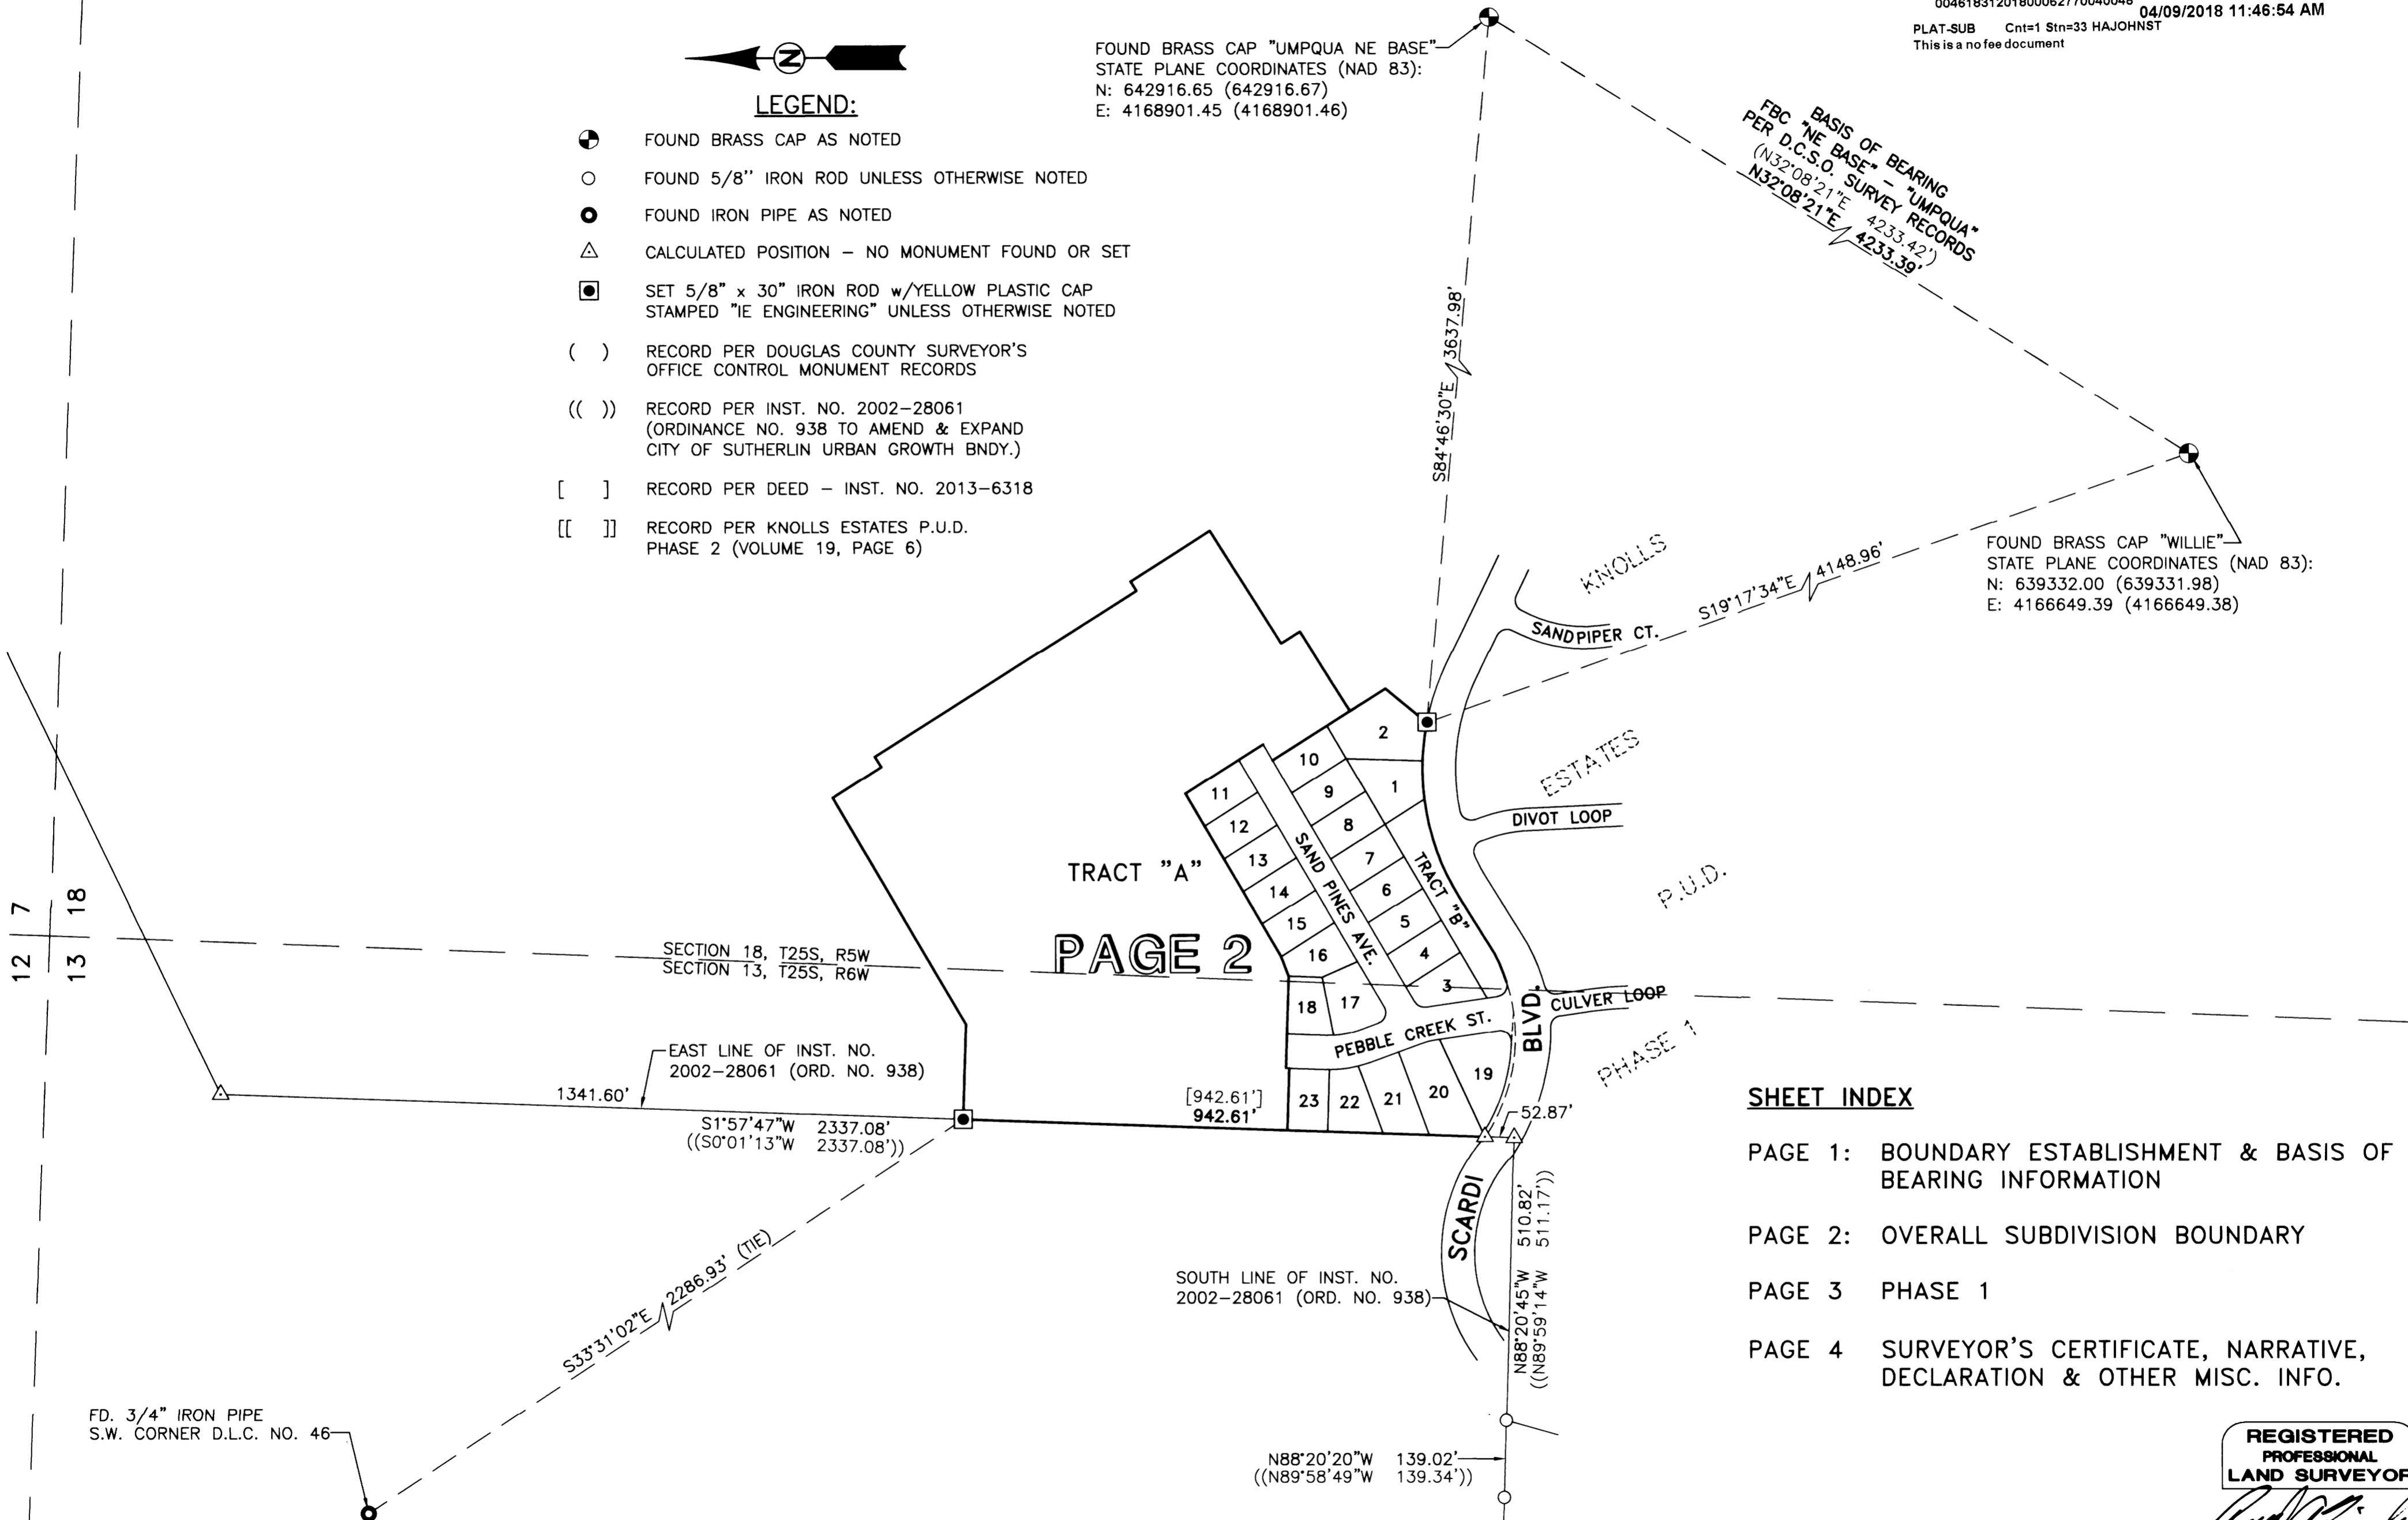 00461831201800062770040048
04/09/2018 11:46:54 AM
PLAT-SUB Cnt=1 Stn=33 HAJOHNST
This is a no fee document
N
LEGEND:
FOUND BRASS CAP AS NOTED
FOUND 5/8" IRON ROD UNLESS OTHERWISE NOTED
FOUND IRON PIPE AS NOTED
CALCULATED POSITION – NO MONUMENT FOUND OR SET
SET 5/8" x 30" IRON ROD w/YELLOW PLASTIC CAP
STAMPED "IE ENGINEERING" UNLESS OTHERWISE NOTED
( ) RECORD PER DOUGLAS COUNTY SURVEYOR'S
OFFICE CONTROL MONUMENT RECORDS
(( )) RECORD PER INST. NO. 2002–28061
(ORDINANCE NO. 938 TO AMEND & EXPAND
CITY OF SUTHERLIN URBAN GROWTH BNDY.)
[ ] RECORD PER DEED – INST. NO. 2013–6318
[[ ]] RECORD PER KNOLLS ESTATES P.U.D.
PHASE 2 (VOLUME 19, PAGE 6)
FOUND BRASS CAP "UMPQUA NE BASE"
STATE PLANE COORDINATES (NAD 83):
N: 642916.65 (642916.67)
E: 4168901.45 (4168901.46)
BASIS OF BEARING
FBC "NE BASE" – "UMPQUA"
PER D.C.S.O. SURVEY RECORDS
(N32°08'21"E 4233.42')
N32°08'21"E 4233.39'
S84°46'30"E 3637.98'
FOUND BRASS CAP "WILLIE"
STATE PLANE COORDINATES (NAD 83):
N: 639332.00 (639331.98)
E: 4166649.39 (4166649.38)
S19°17'34"E 4148.96'
KNOLLS
SANDPIPER CT.
ESTATES
DIVOT LOOP
P.U.D.
CULVER LOOP
PHASE 1
2
10
1
11
9
12
8
13
7
14
6
15
5
16
4
3
18
17
19
20
21
22
23
SAND PINES AVE.
TRACT "B"
TRACT "A"
PAGE 2
PEBBLE CREEK ST.
SCARDI
BLVD.
12 7
13 18
SECTION 18, T25S, R5W
SECTION 13, T25S, R6W
EAST LINE OF INST. NO.
2002–28061 (ORD. NO. 938)
1341.60'
S1°57'47"W 2337.08'
((S0°01'13"W 2337.08'))
[942.61']
942.61'
52.87'
N88°20'45"W 510.82'
((N89°59'14"W 511.17'))
SOUTH LINE OF INST. NO.
2002–28061 (ORD. NO. 938)
S33°31'02"E 2286.93' (TIE)
FD. 3/4" IRON PIPE
S.W. CORNER D.L.C. NO. 46
N88°20'20"W 139.02'
((N89°58'49"W 139.34'))
SHEET INDEX
PAGE 1: BOUNDARY ESTABLISHMENT & BASIS OF
BEARING INFORMATION
PAGE 2: OVERALL SUBDIVISION BOUNDARY
PAGE 3 PHASE 1
PAGE 4 SURVEYOR'S CERTIFICATE, NARRATIVE,
DECLARATION & OTHER MISC. INFO.
REGISTERED
PROFESSIONAL
LAND SURVEYOR